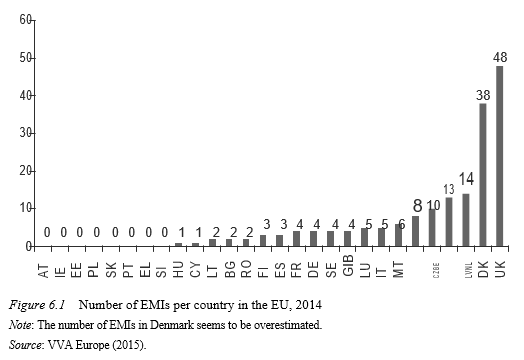 60
50
48
40
38
30
20
14
13
10
8
10
0 0 0 0 0 0 0 0 1 1 2 2 2 3 3 4 4 4 4 5 5 6
0
AT IE EE PL SK PT EL SI HU CY LT BG RO FI ES FR DE SE GIB LU IT MT CZBE LVNL DK UK
Figure 6.1 Number of EMIs per country in the EU, 2014
Note: The number of EMIs in Denmark seems to be overestimated.
Source: VVA Europe (2015).